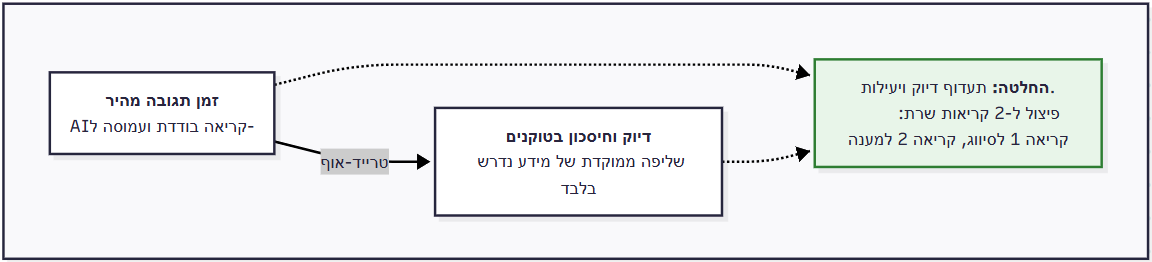 זמן תגובה מהיר
קריאה בודדת ועמוסה לAI-
טרייד-אוף
דיוק וחיסכון בטוקנים
שליפה ממוקדת של מידע נדרש
בלבד
.החלטה: תעדוף דיוק ויעילות
פיצול ל-2 קריאות שרת:
קריאה 1 לסיווג, קריאה 2 למענה